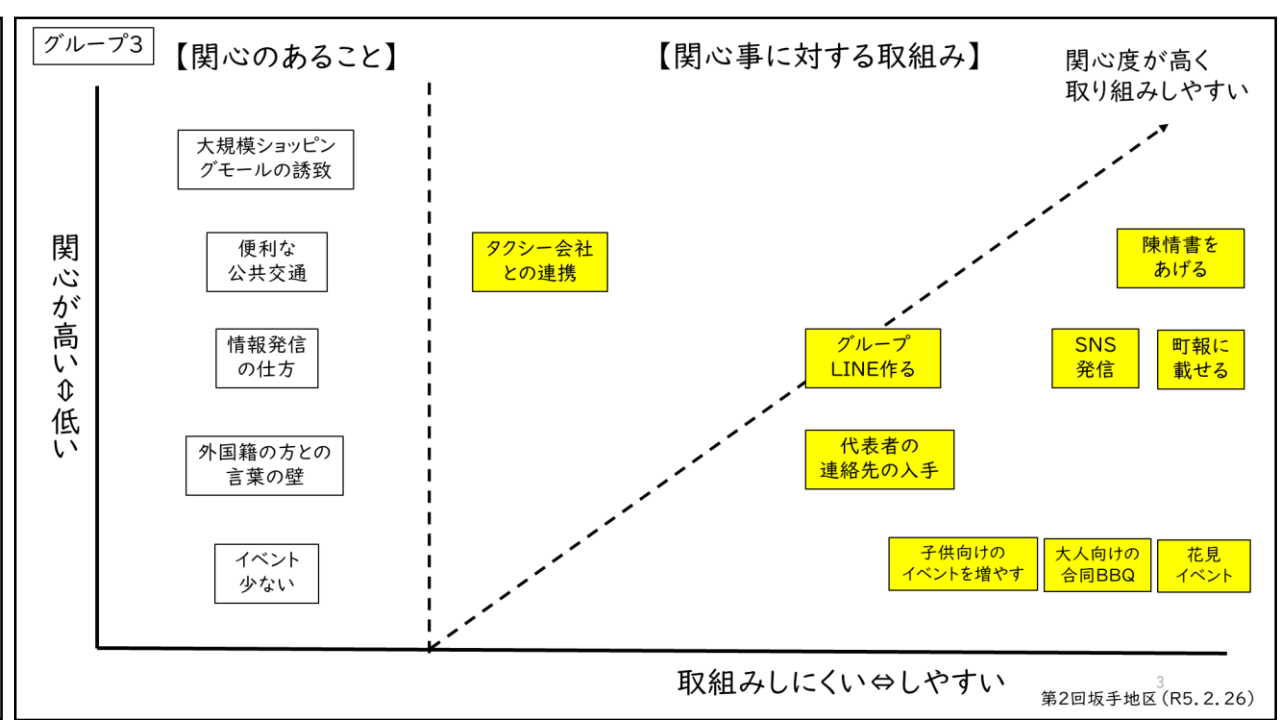 グループ3
【関心のあること】
【関心事に対する取組み】
関心度が高く
取り組みしやすい
関心が高い⇕低い
大規模ショッピン
グモールの誘致
便利な
公共交通
タクシー会社
との連携
陳情書を
あげる
情報発信
の仕方
グループ
LINE作る
SNS
発信
町報に
載せる
外国籍の方との
言葉の壁
代表者の
連絡先の入手
イベント
少ない
子供向けの
イベントを増やす
大人向けの
合同BBQ
花見
イベント
取組みしにくい⇔しやすい
3
第2回坂手地区(R5.2.26)